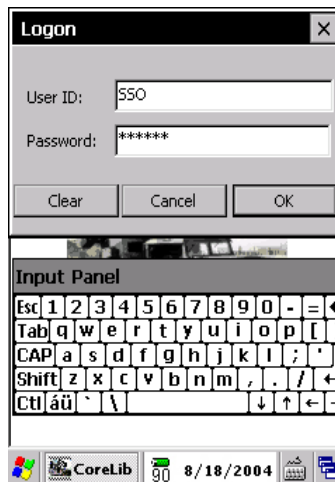 Logon
User ID: SSO
Password: ******
Clear Cancel OK
Input Panel
Esc 1 2 3 4 5 6 7 8 9 0 - =
Tab q w e r t y u i o p [
CAP a s d f g h j k l ; '
Shift z x c v b n m , . / ←
Ctl áü ` \ ↓ ↑ ←
CoreLib 90 8/18/2004